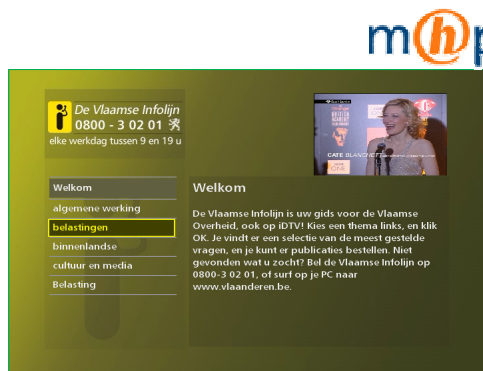 m(h)p
De Vlaamse Infolijn
0800 - 3 02 01
elke werkdag tussen 9 en 19 u
BRITISH
ACADEMY
CATE BLANCHETT
Welkom
algemene werking
belastingen
binnenlandse
cultuur en media
Belasting
Welkom
De Vlaamse Infolijn is uw gids voor de Vlaamse
Overheid, ook op iDTV! Kies een thema links, en klik
OK. Je vindt er een selectie van de meest gestelde
vragen, en je kunt er publicaties bestellen. Niet
gevonden wat u zocht? Bel de Vlaamse Infolijn op
0800-3 02 01, of surf op je PC naar
www.vlaanderen.be.